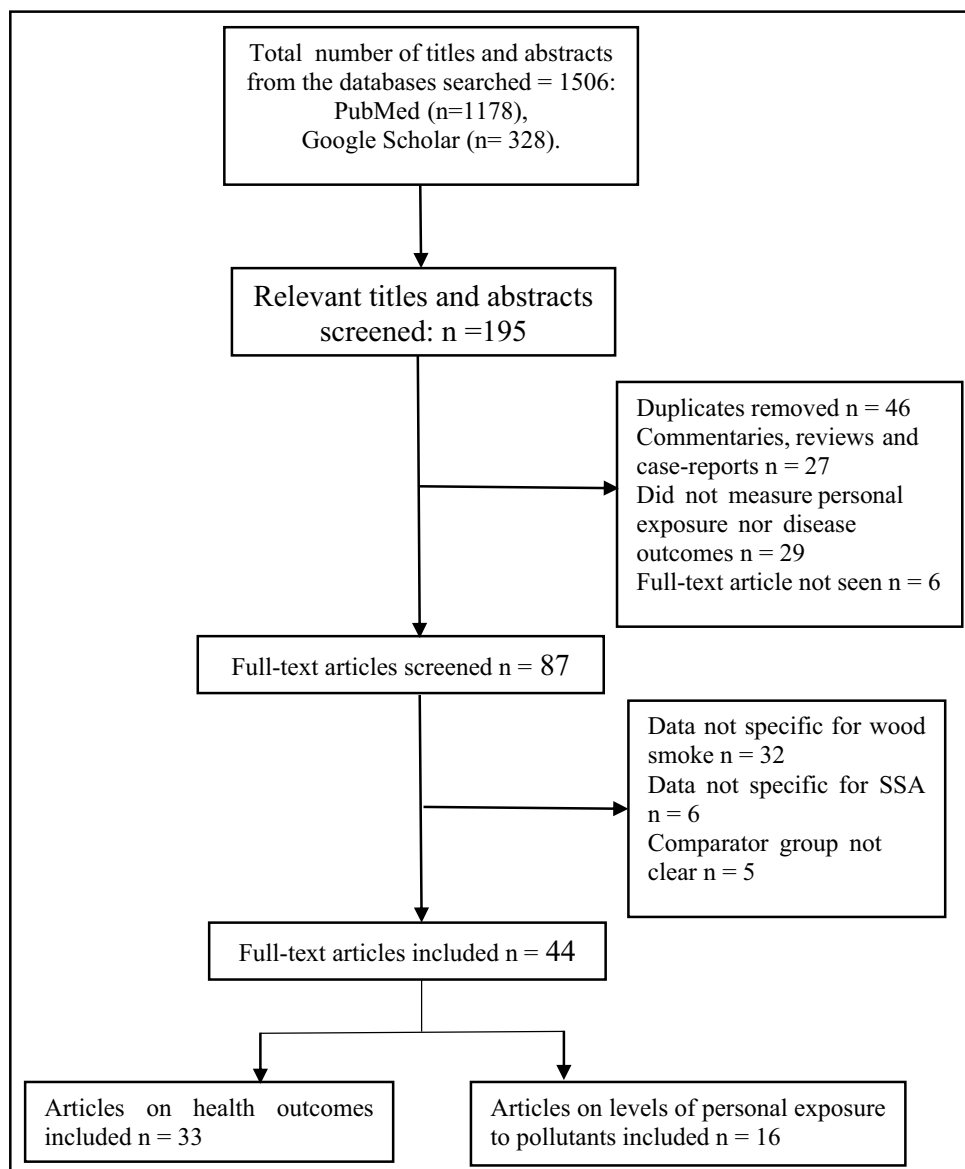 Total number of titles and abstracts
from the databases searched = 1506:
PubMed (n=1178),
Google Scholar (n= 328).
Relevant titles and abstracts
screened: n =195
Duplicates removed n = 46
Commentaries, reviews and
case-reports n = 27
Did not measure personal
exposure nor disease
outcomes n = 29
Full-text article not seen n = 6
Full-text articles screened n = 87
Data not specific for wood
smoke n = 32
Data not specific for SSA
n = 6
Comparator group not
clear n = 5
Full-text articles included n = 44
Articles on health outcomes
included n = 33
Articles on levels of personal exposure
to pollutants included n = 16